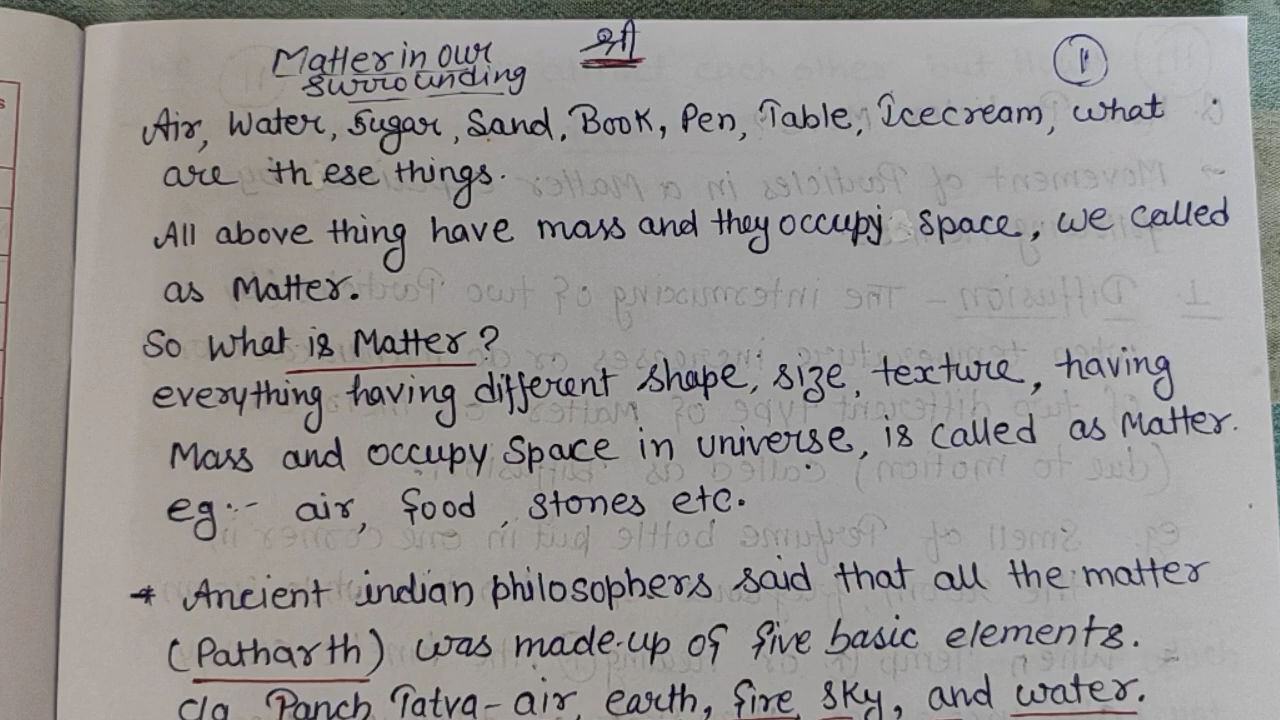 Matter in our
surrounding
श्री
1
Air, Water, Sugar, Sand, Book, Pen, Table, Icecream, what
are these things.
All above thing have mass and they occupy space, we called
as Matter.
So What is Matter?
everything having different shape, size, texture, having
Mass and occupy Space in universe, is called as Matter.
eg:- air, food, stones etc.
* Ancient indian philosophers said that all the matter
(Patharth) was made-up of five basic elements.
c/a Panch Tatva - air, earth, fire, sky, and water.